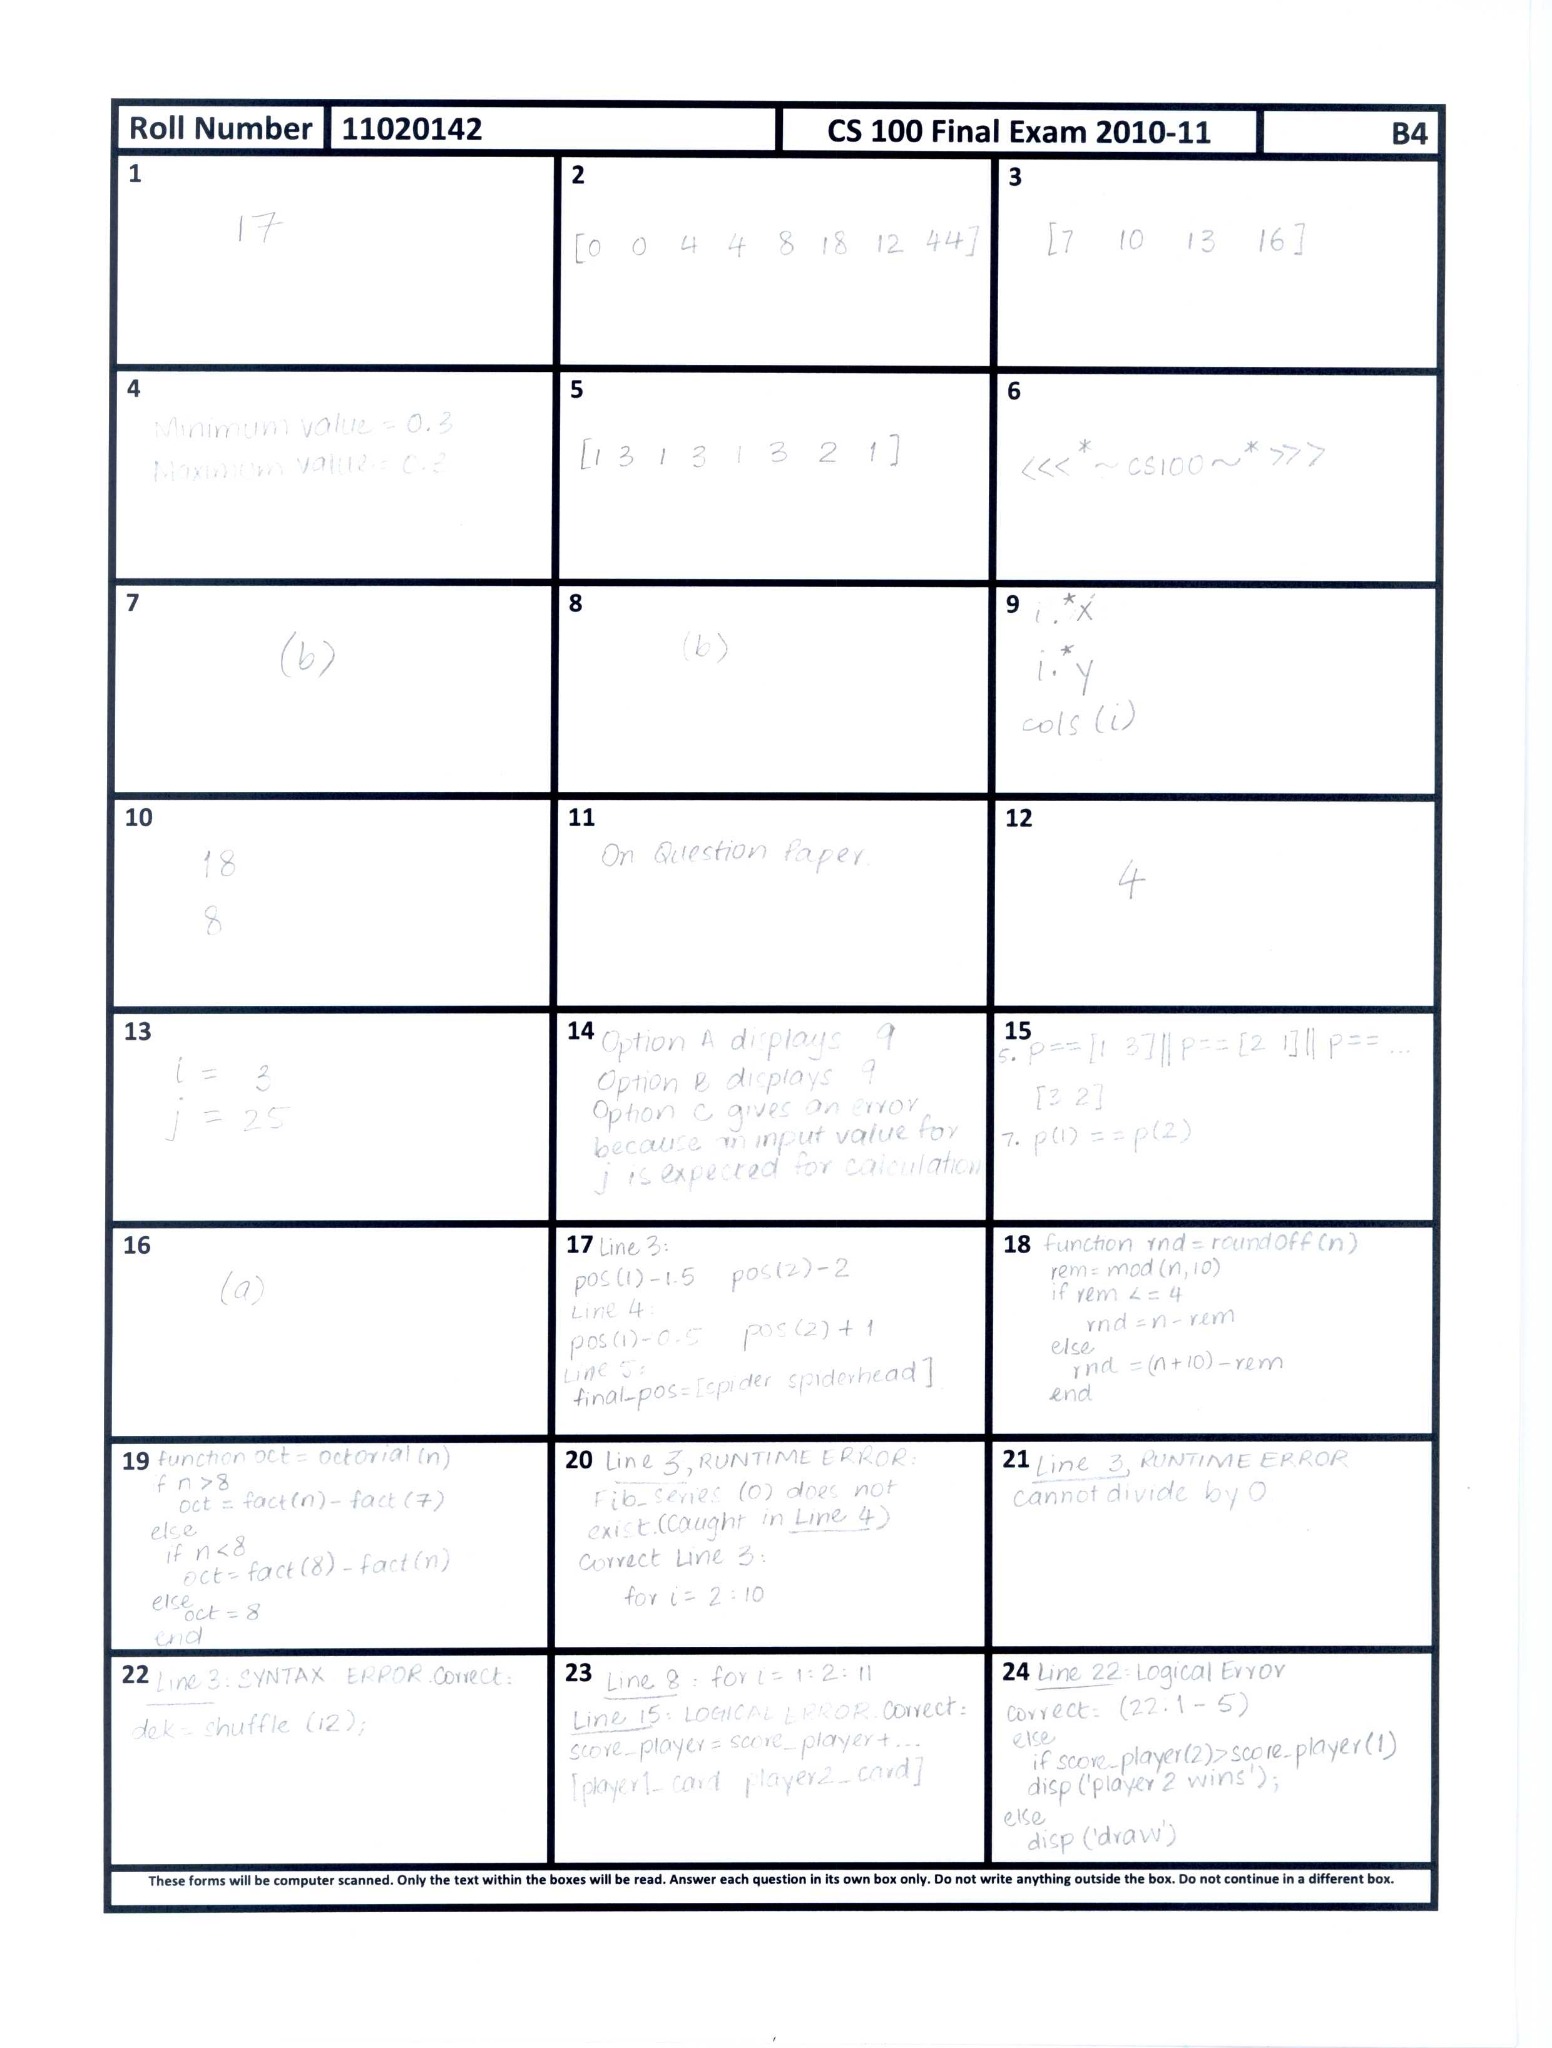 Roll Number 11020142 CS 100 Final Exam 2010-11 B4
1
17
2
[0 0 4 4 8 18 12 44]
3
[7 10 13 16]
4
Minimum value = 0.3
Maximum value =
5
[1 3 1 3 1 3 2 1]
6
<<<*~CS100~*>>>
7
(b)
8
(b)
9
i.*x
i.*y
cols(i)
10
18
8
11
On Question Paper.
12
4
13
i = 3
j = 25
14
Option A displays 9
Option B displays 9
Option C gives an error
because an input value for
j is expected for calculation
15
5. p==[1 3]||p==[2 1]||p==...
[3 2]
7. p(1)==p(2)
16
(a)
17 Line 3:
pos(1)-1.5 pos(2)-2
Line 4:
pos(1)-0.5 pos(2)+1
Line 5:
final_pos=[spider spiderhead]
18 function rnd = roundoff(n)
rem=mod(n,10)
if rem <= 4
rnd = n-rem
else
rnd = (n+10)-rem
end
19 function oct = octorial(n)
f n>8
oct = fact(n) - fact(7)
else
if n<8
oct = fact(8) - fact(n)
else
oct = 8
end
20 Line 3, RUNTIME ERROR:
Fib_series (0) does not
exist.(Caught in Line 4)
Correct Line 3:
for i = 2:10
21 Line 3, RUNTIME ERROR
cannot divide by 0
22 Line 3: SYNTAX ERROR. Correct:
dek = shuffle (12);
23 Line 8: for i = 1:2:11
Line 15: LOGICAL ERROR. Correct:
score_player = score_player + ...
[player1_card player2_card]
24 Line 22: Logical Error
correct: (22.1-5)
else
if score_player(2)>score_player(1)
disp('player 2 wins');
else
disp('draw')
These forms will be computer scanned. Only the text within the boxes will be read. Answer each question in its own box only. Do not write anything outside the box. Do not continue in a different box.